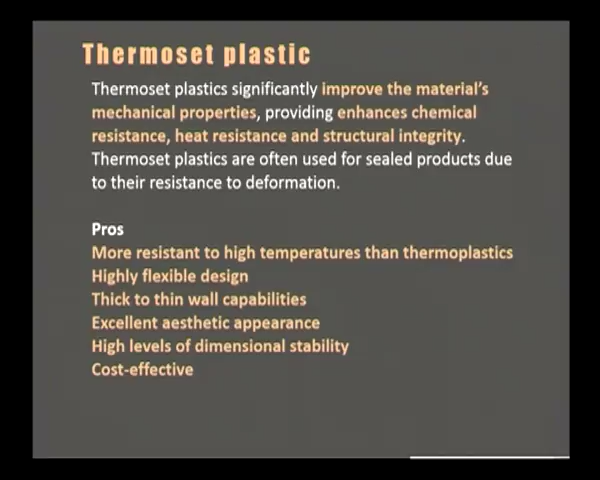 Thermoset plastic
Thermoset plastics significantly improve the material's
mechanical properties, providing enhances chemical
resistance, heat resistance and structural integrity.
Thermoset plastics are often used for sealed products due
to their resistance to deformation.
Pros
More resistant to high temperatures than thermoplastics
Highly flexible design
Thick to thin wall capabilities
Excellent aesthetic appearance
High levels of dimensional stability
Cost-effective